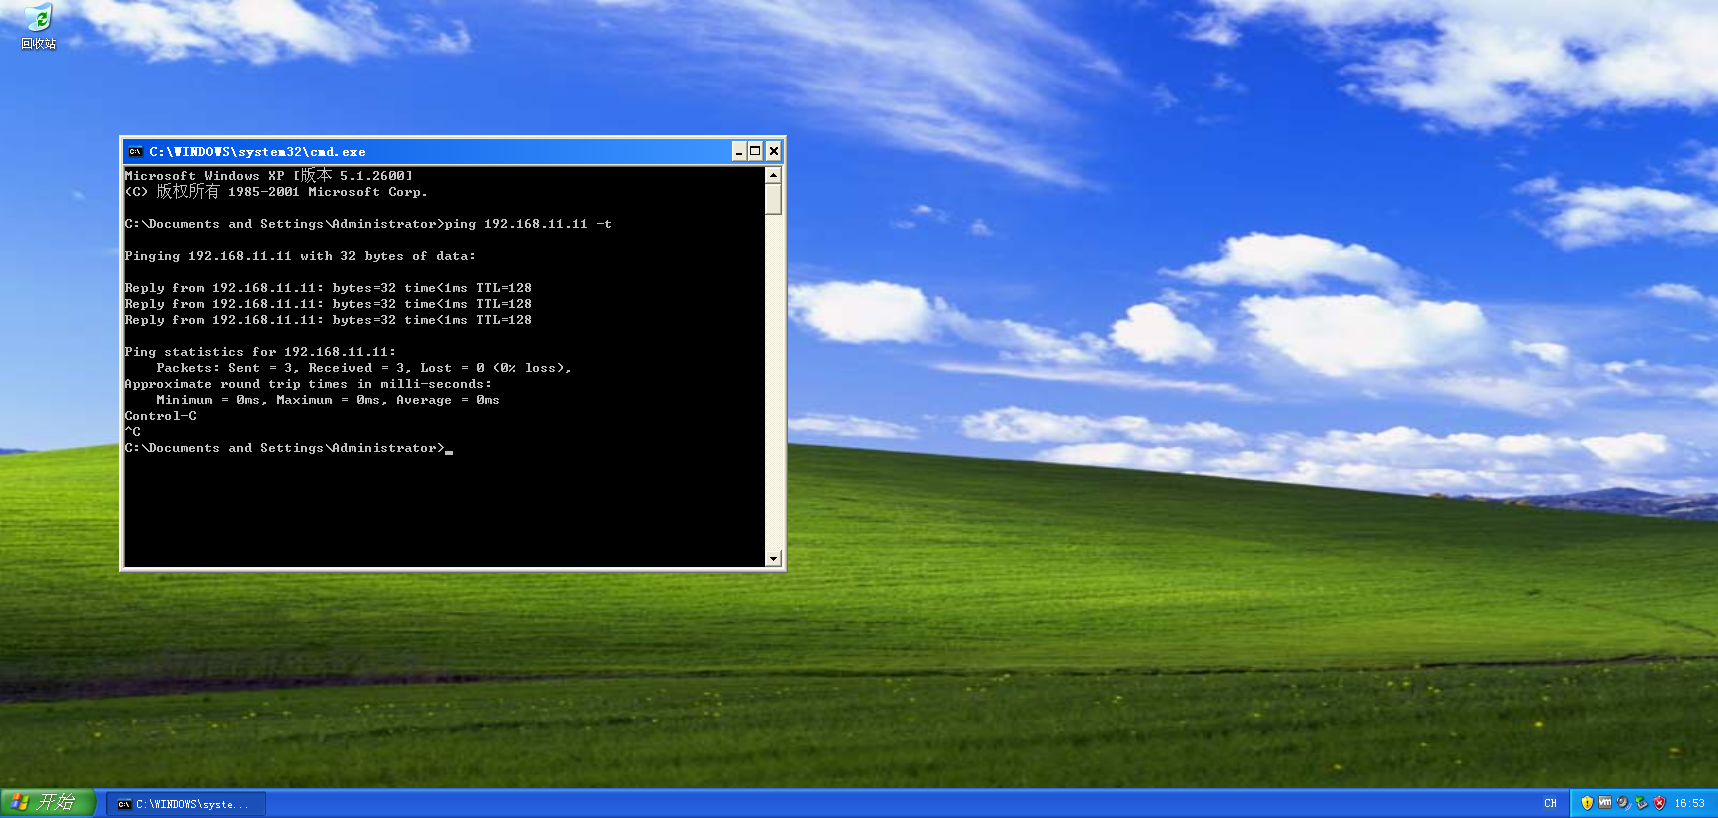 回收站
C:\WINDOWS\system32\cmd.exe
Microsoft Windows XP [版本 5.1.2600]
(C) 版权所有 1985-2001 Microsoft Corp.
C:\Documents and Settings\Administrator>ping 192.168.11.11 -t
Pinging 192.168.11.11 with 32 bytes of data:
Reply from 192.168.11.11: bytes=32 time<1ms TTL=128
Reply from 192.168.11.11: bytes=32 time<1ms TTL=128
Reply from 192.168.11.11: bytes=32 time<1ms TTL=128
Ping statistics for 192.168.11.11:
    Packets: Sent = 3, Received = 3, Lost = 0 (0% loss),
Approximate round trip times in milli-seconds:
    Minimum = 0ms, Maximum = 0ms, Average = 0ms
Control-C
^C
C:\Documents and Settings\Administrator>
开始
C:\WINDOWS\syste...
CH
16:53